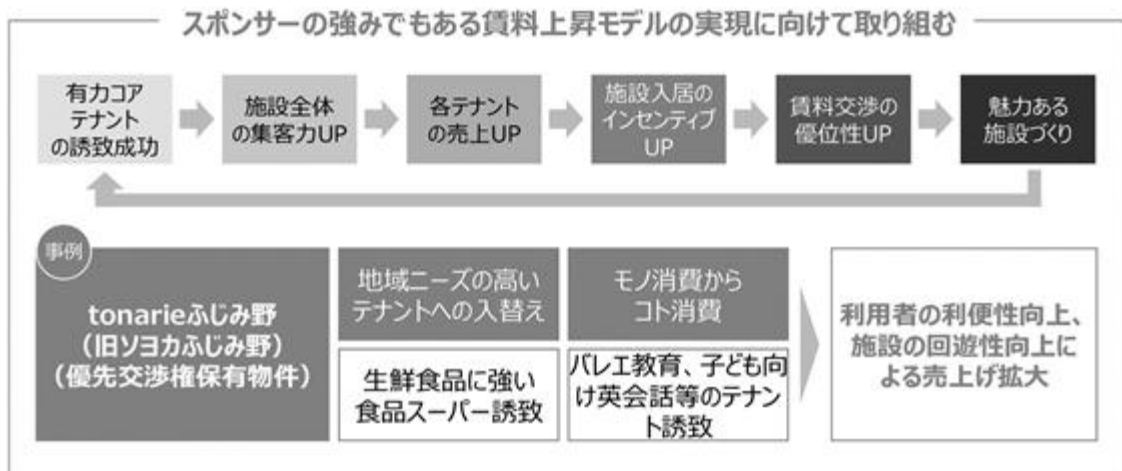 スポンサーの強みでもある賃料上昇モデルの実現に向けて取り組む
有力コア
テナント
の誘致成功
施設全体
の集客力UP
各テナント
の売上UP
施設入居の
インセンティブ
UP
賃料交渉の
優位性UP
魅力ある
施設づくり
事例
tonarieふじみ野
（旧ソヨカふじみ野）
（優先交渉権保有物件）
地域ニーズの高い
テナントへの入替え
生鮮食品に強い
食品スーパー誘致
モノ消費から
コト消費
バレエ教育、子ども向
け英会話等のテナン
ト誘致
利用者の利便性向上、
施設の回遊性向上に
よる売上げ拡大